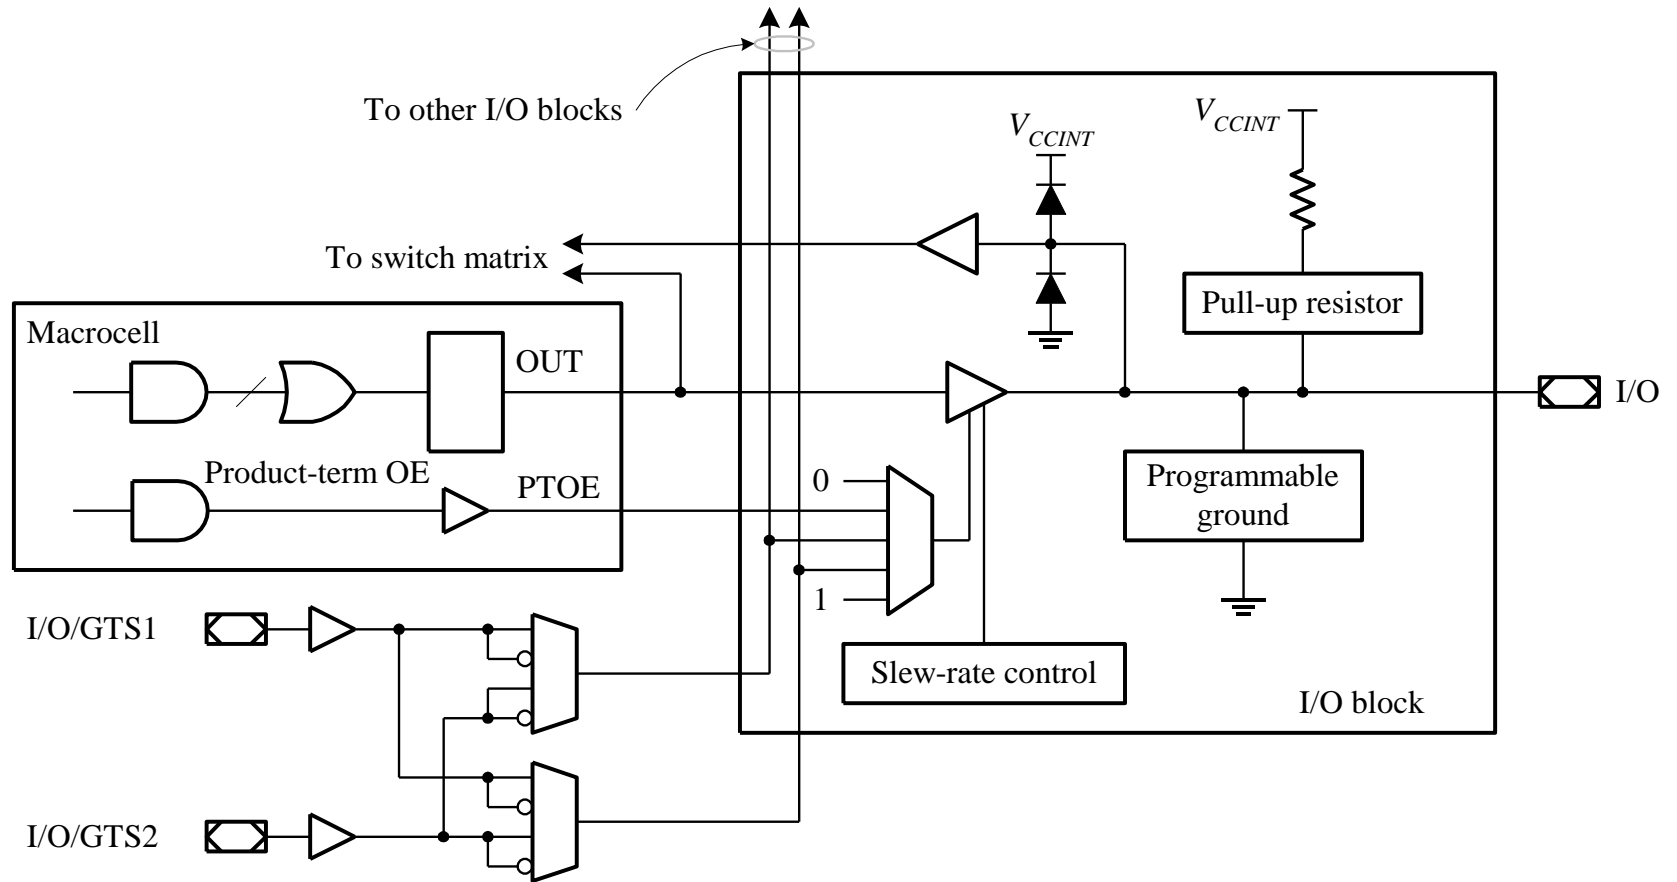 To other I/O blocks
V_CCINT
V_CCINT
To switch matrix
Pull-up resistor
Macrocell
OUT
I/O
Product-term OE
PTOE
0
Programmable
ground
1
I/O/GTS1
Slew-rate control
I/O block
I/O/GTS2